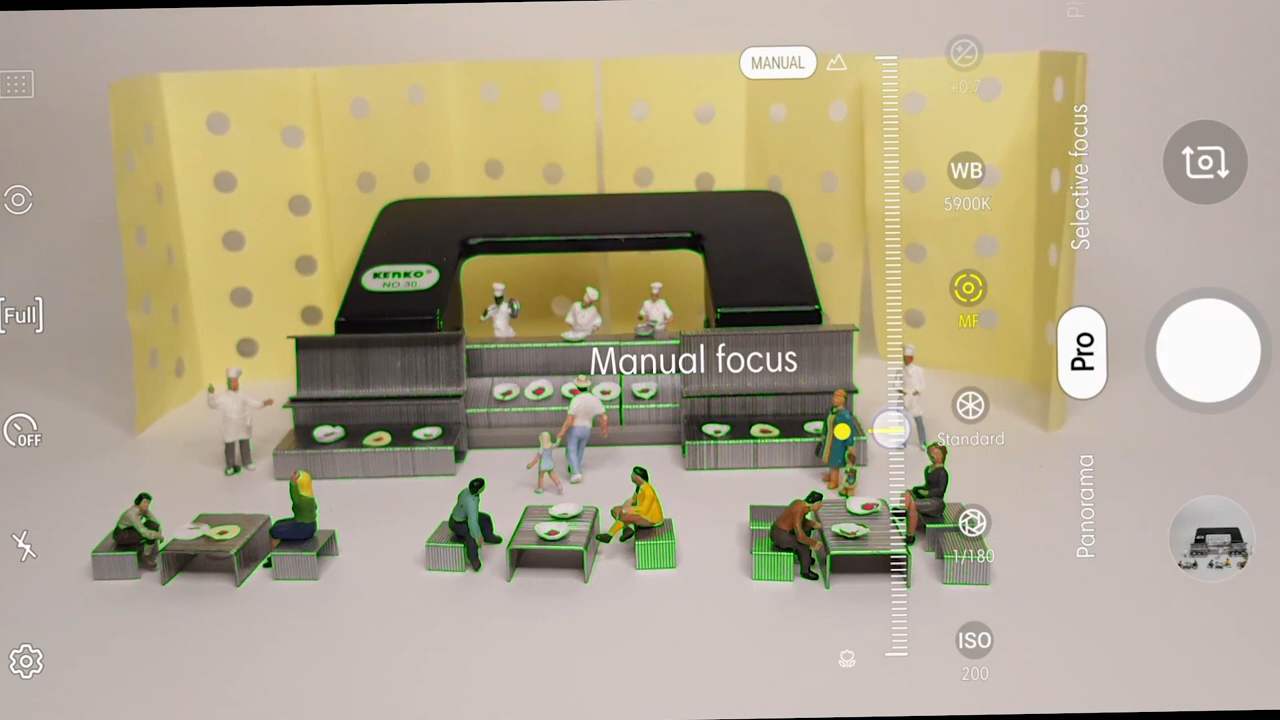 MANUAL
+0.7
WB
5900K
Selective focus
KENKO
NO 30
Full
MF
Manual focus
Pro
OFF
Standard
Panorama
1/180
ISO
200